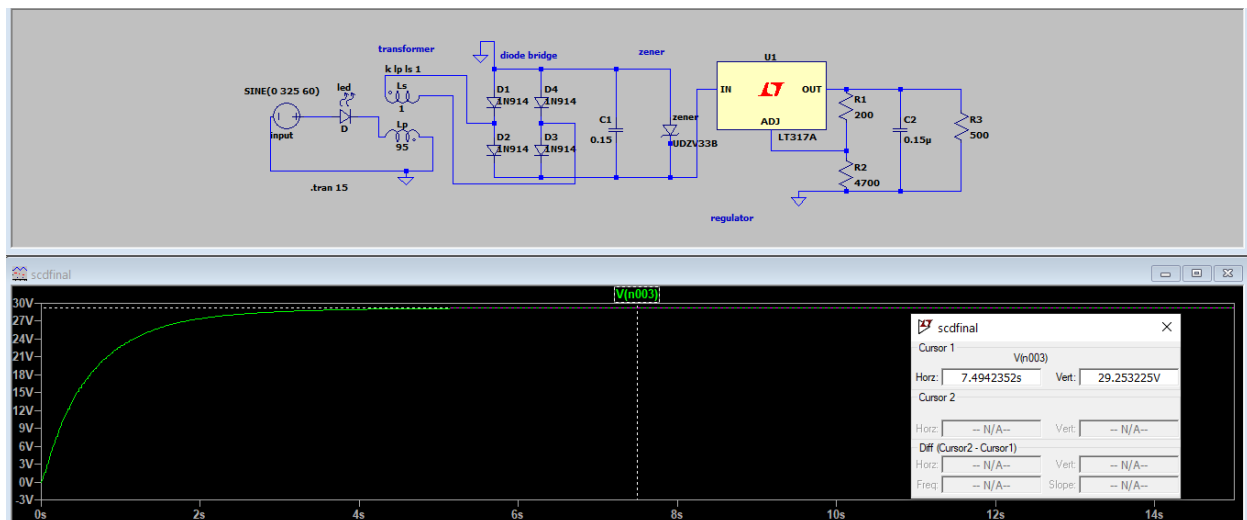 transformer
diode bridge
zener
k lp ls 1
U1
SINE(0 325 60)
led
Ls
1
D1
1N914
D4
1N914
IN
OUT
R1
200
input
D
Lp
95
D2
1N914
D3
1N914
C1
0.15
zener
UDZV33B
ADJ
LT317A
C2
0.15µ
R3
500
R2
4700
.tran 15
regulator
scdfinal
V(n003)
30V
27V
24V
21V
18V
15V
12V
9V
6V
3V
0V
-3V
0s
2s
4s
6s
8s
10s
12s
14s
scdfinal
Cursor 1
V(n003)
Horz: 7.4942352s Vert: 29.253225V
Cursor 2
Horz: -- N/A-- Vert: -- N/A--
Diff (Cursor2 - Cursor1)
Horz: -- N/A-- Vert: -- N/A--
Freq: -- N/A-- Slope: -- N/A--